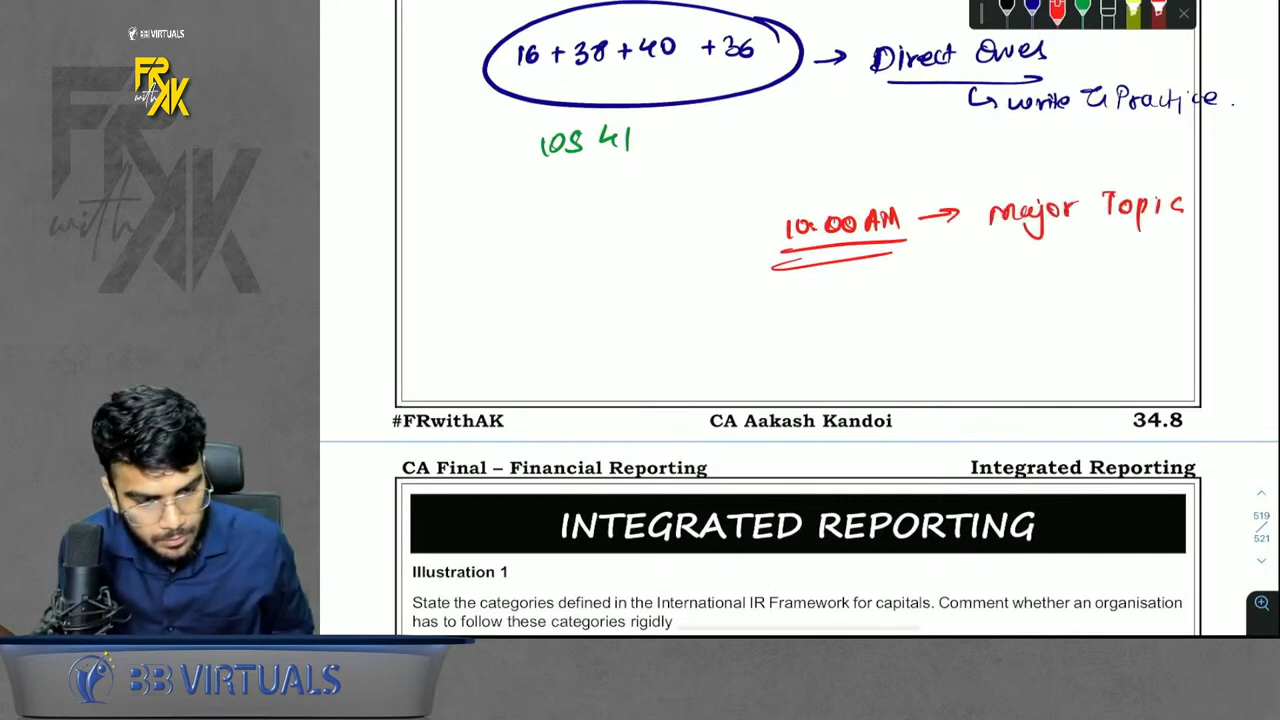 BB VIRTUALS
FR
with
AK
16 + 38 + 40 + 36 → Direct Ques
↳ write & Practice.
10:00 AM → Major Topic
#FRwithAK CA Aakash Kandoi 34.8
CA Final – Financial Reporting Integrated Reporting
INTEGRATED REPORTING
Illustration 1
State the categories defined in the International IR Framework for capitals. Comment whether an organisation
has to follow these categories rigidly
519
521
BB VIRTUALS